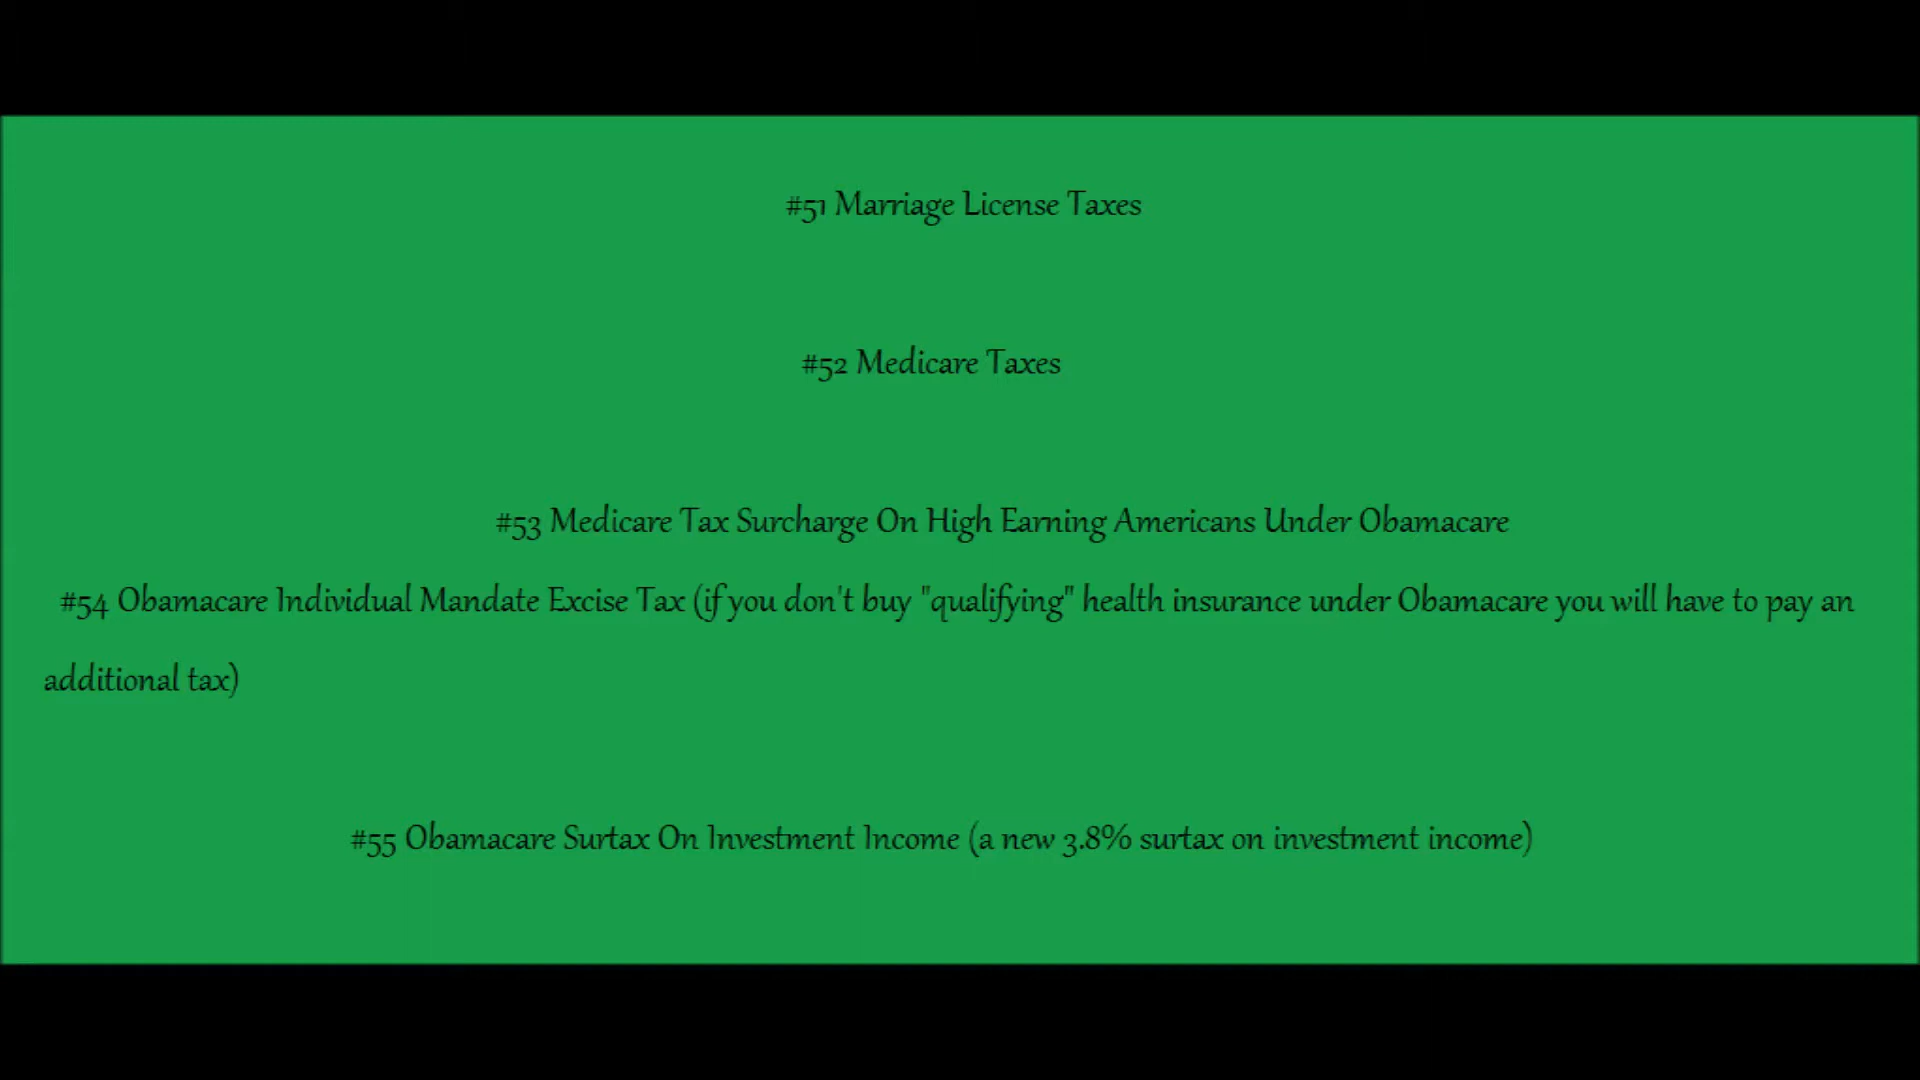 #51 Marriage License Taxes
#52 Medicare Taxes
#53 Medicare Tax Surcharge On High Earning Americans Under Obamacare
#54 Obamacare Individual Mandate Excise Tax (if you don't buy "qualifying" health insurance under Obamacare you will have to pay an
additional tax)
#55 Obamacare Surtax On Investment Income (a new 3.8% surtax on investment income)